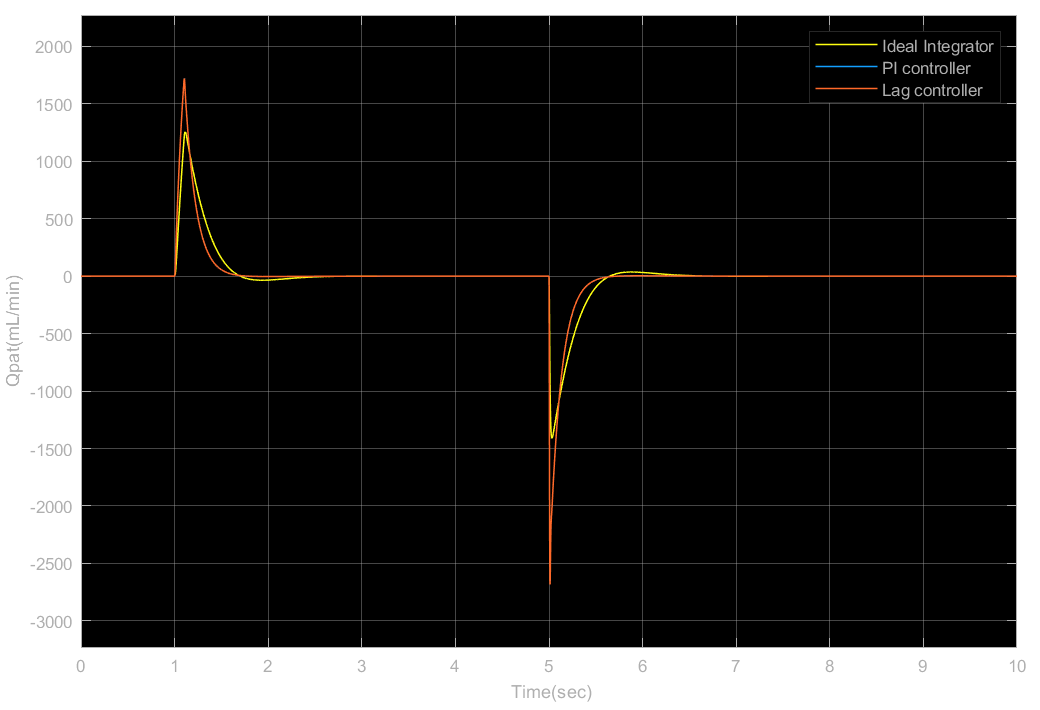 Ideal Integrator
PI controller
Lag controller
2000
1500
1000
500
0
-500
-1000
-1500
-2000
-2500
-3000
Qpat(mL/min)
0 1 2 3 4 5 6 7 8 9 10
Time(sec)